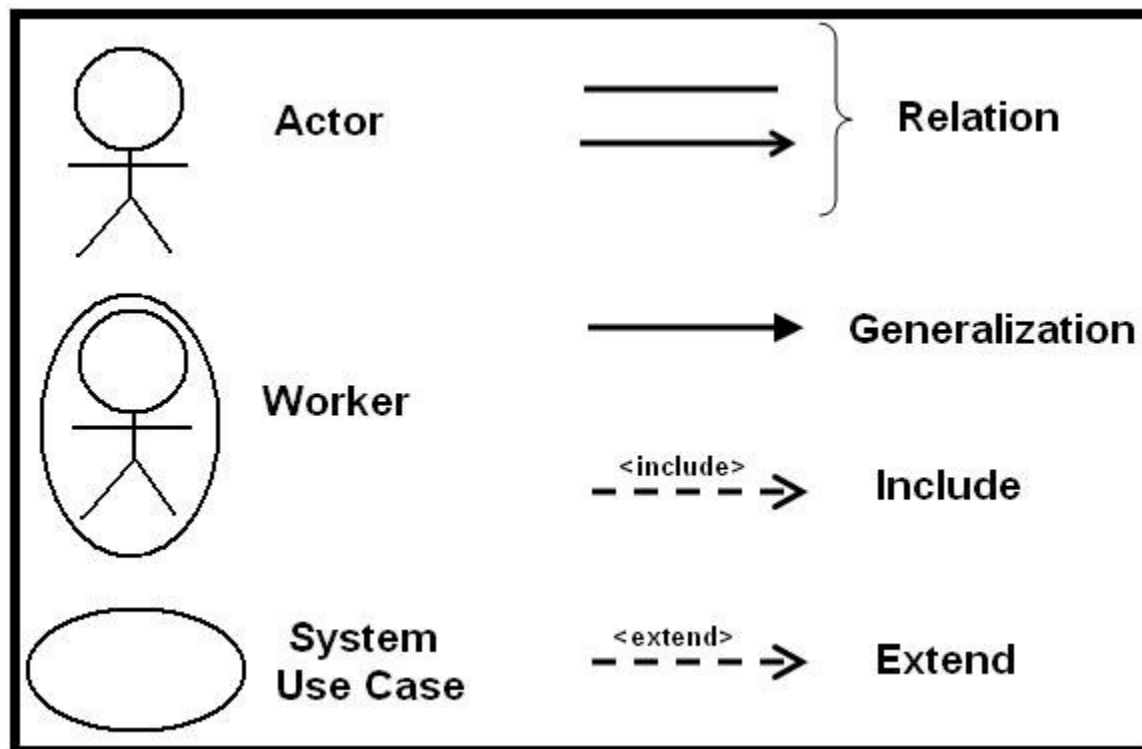 Actor
Relation
Worker
Generalization
<include>
Include
System
Use Case
<extend>
Extend